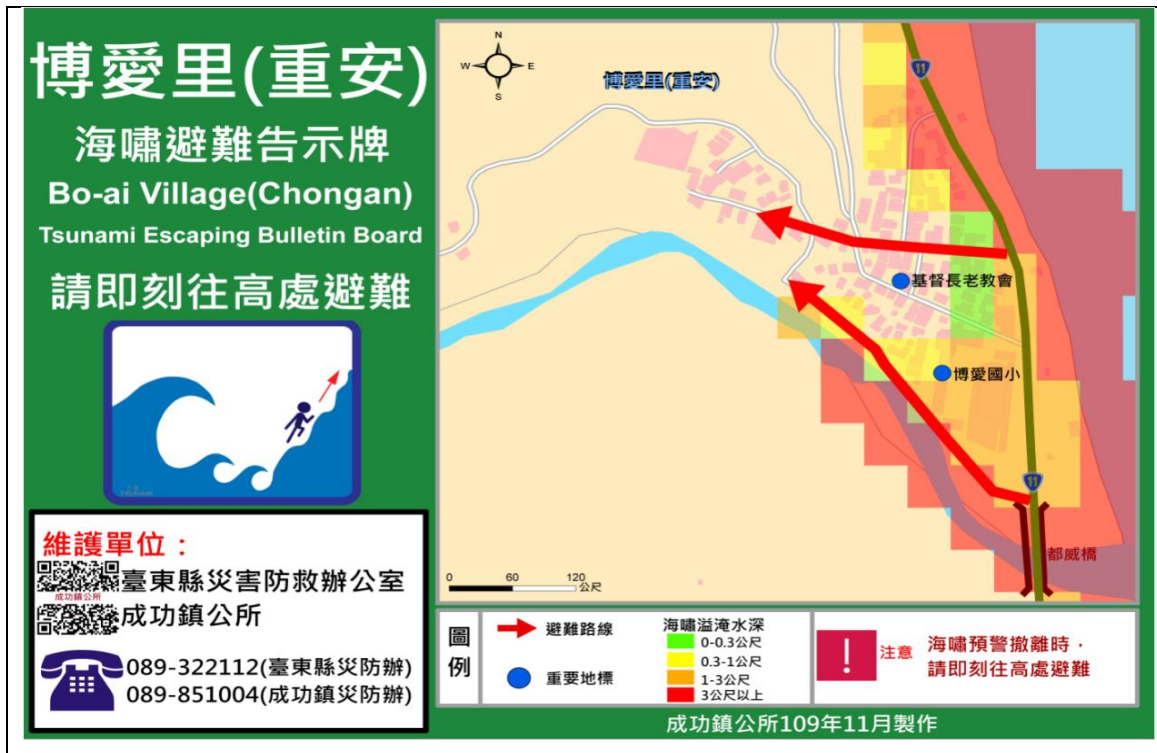 博愛里(重安)
海嘯避難告示牌
Bo-ai Village(Chongan)
Tsunami Escaping Bulletin Board
請即刻往高處避難
維護單位：
臺東縣災害防救辦公室
成功鎮公所
成功鎮公所
089-322112(臺東縣災防辦)
089-851004(成功鎮災防辦)
N
W
E
S
博愛里(重安)
11
基督長老教會
博愛國小
11
都威橋
0 60 120
公尺
圖例
避難路線
重要地標
海嘯溢淹水深
0-0.3公尺
0.3-1公尺
1-3公尺
3公尺以上
!
注意
海嘯預警撤離時，
請即刻往高處避難
成功鎮公所109年11月製作